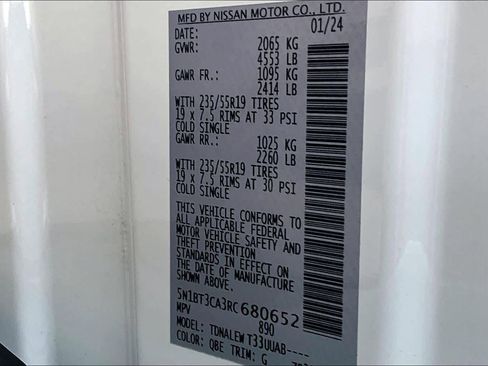 MFD BY NISSAN MOTOR CO., LTD.
DATE: 01/24
GVWR: 2065 KG
4553 LB
GAWR FR.: 1095 KG
2414 LB
WITH 235/55R19 TIRES
19 x 7.5 RIMS AT 33 PSI
COLD SINGLE
GAWR RR.: 1025 KG
2260 LB
WITH 235/55R19 TIRES
19 x 7.5 RIMS AT 30 PSI
COLD SINGLE
THIS VEHICLE CONFORMS TO
ALL APPLICABLE FEDERAL
MOTOR VEHICLE SAFETY AND
THEFT PREVENTION
STANDARDS IN EFFECT ON
THE DATE OF MANUFACTURE
SHOWN ABOVE.
5N1BT3CA3RC680652
MPV 890
MODEL: TDNALEW T33UUAB----
COLOR: QBE TRIM: G